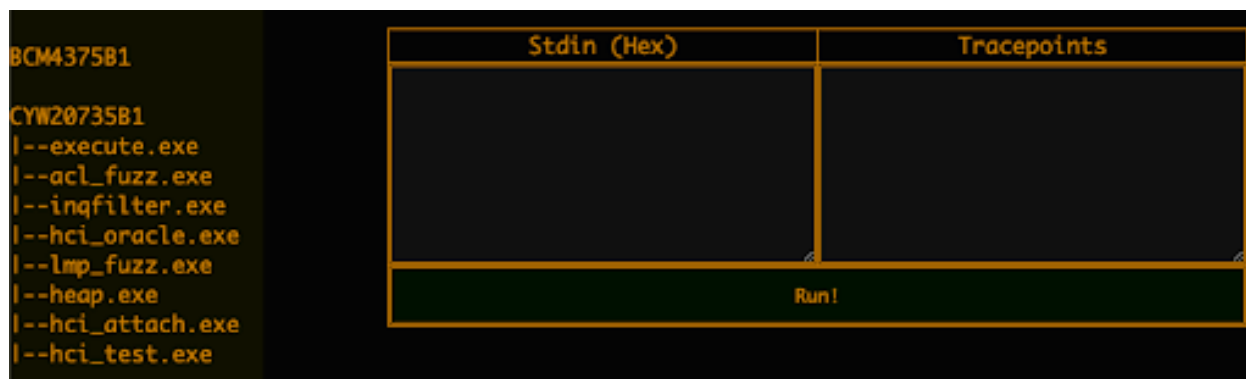 BCM4375B1
CYW20735B1
|--execute.exe
|--acl_fuzz.exe
|--inqfilter.exe
|--hci_oracle.exe
|--lmp_fuzz.exe
|--heap.exe
|--hci_attach.exe
|--hci_test.exe
Stdin (Hex)
Tracepoints
Run!